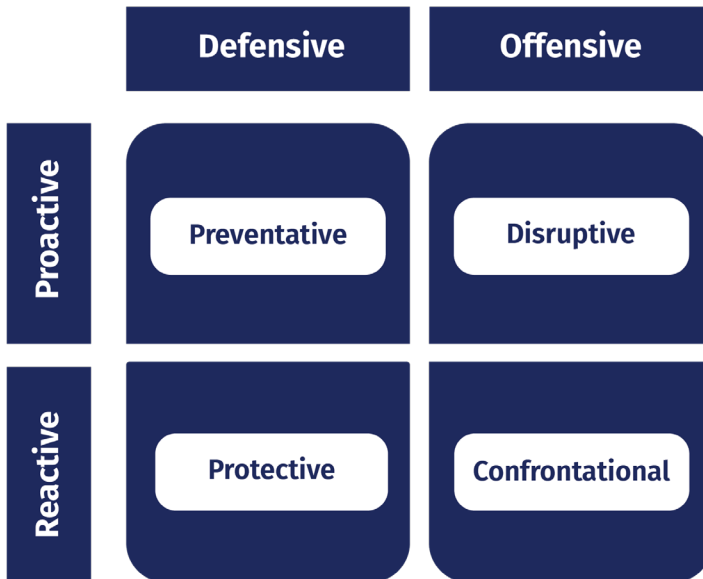 Defensive
Offensive
Proactive
Preventative
Disruptive
Reactive
Protective
Confrontational